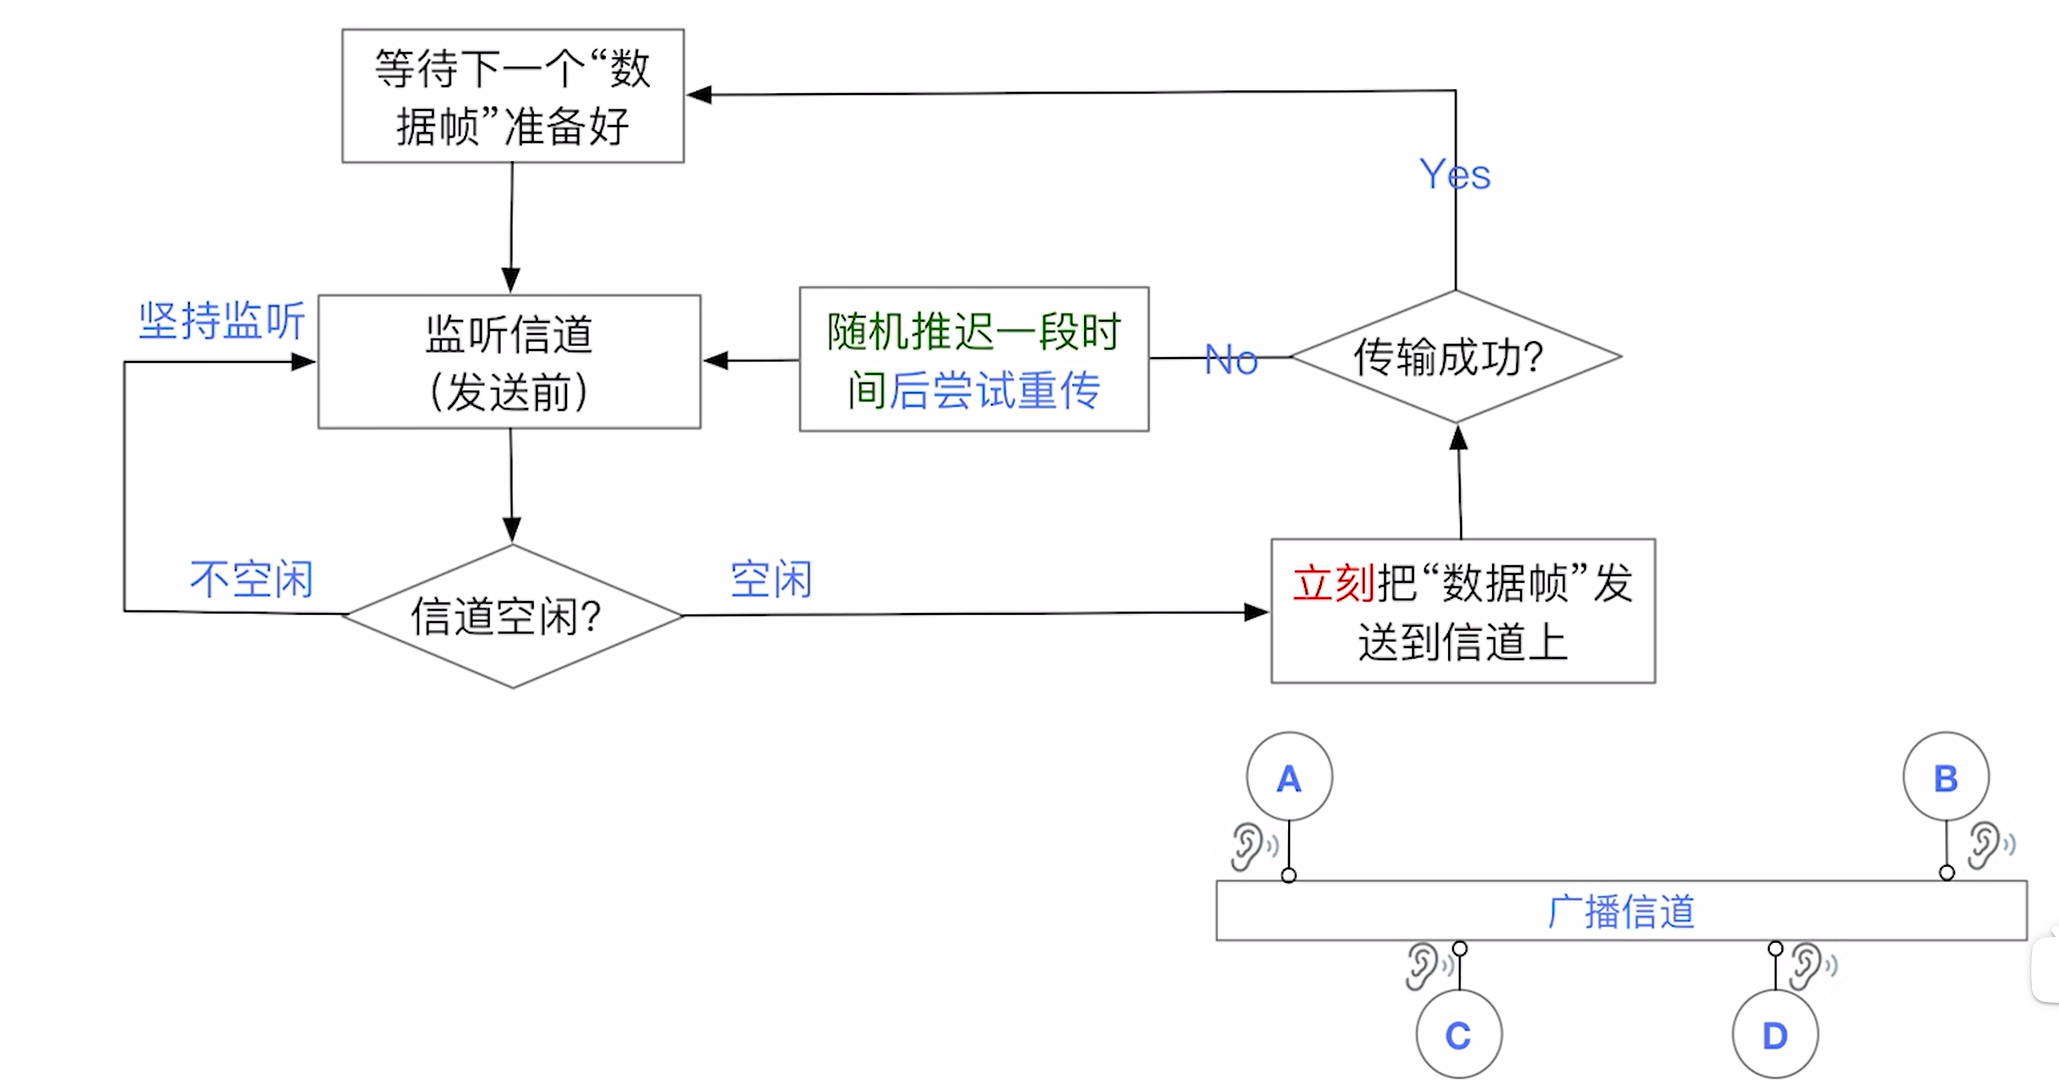 等待下一个“数
据帧”准备好
Yes
坚持监听
监听信道
（发送前）
随机推迟一段时
间后尝试重传
No
传输成功？
不空闲
信道空闲？
空闲
立刻把“数据帧”发
送到信道上
A
B
广播信道
C
D